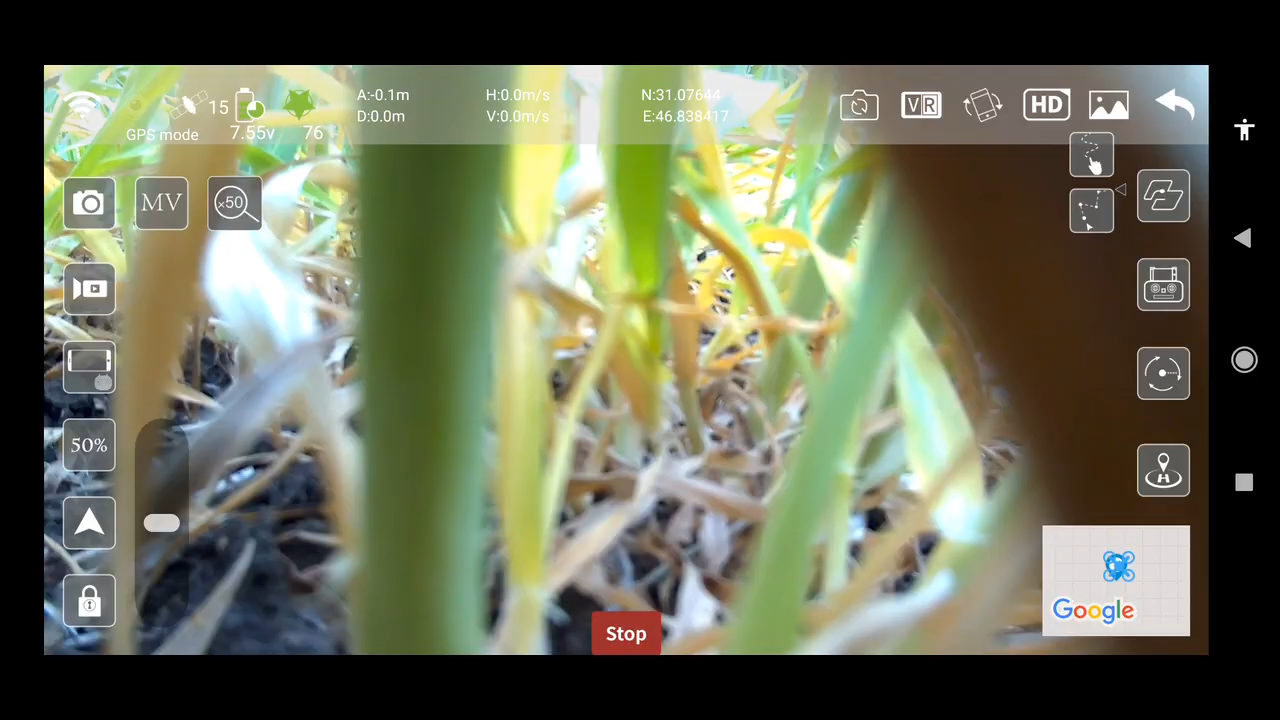 15
GPS mode
7.55v
76
A:-0.1m
D:0.0m
H:0.0m/s
V:0.0m/s
N:31.07644
E:46.838417
VR
HD
MV
x50
50%
H
Stop
Google